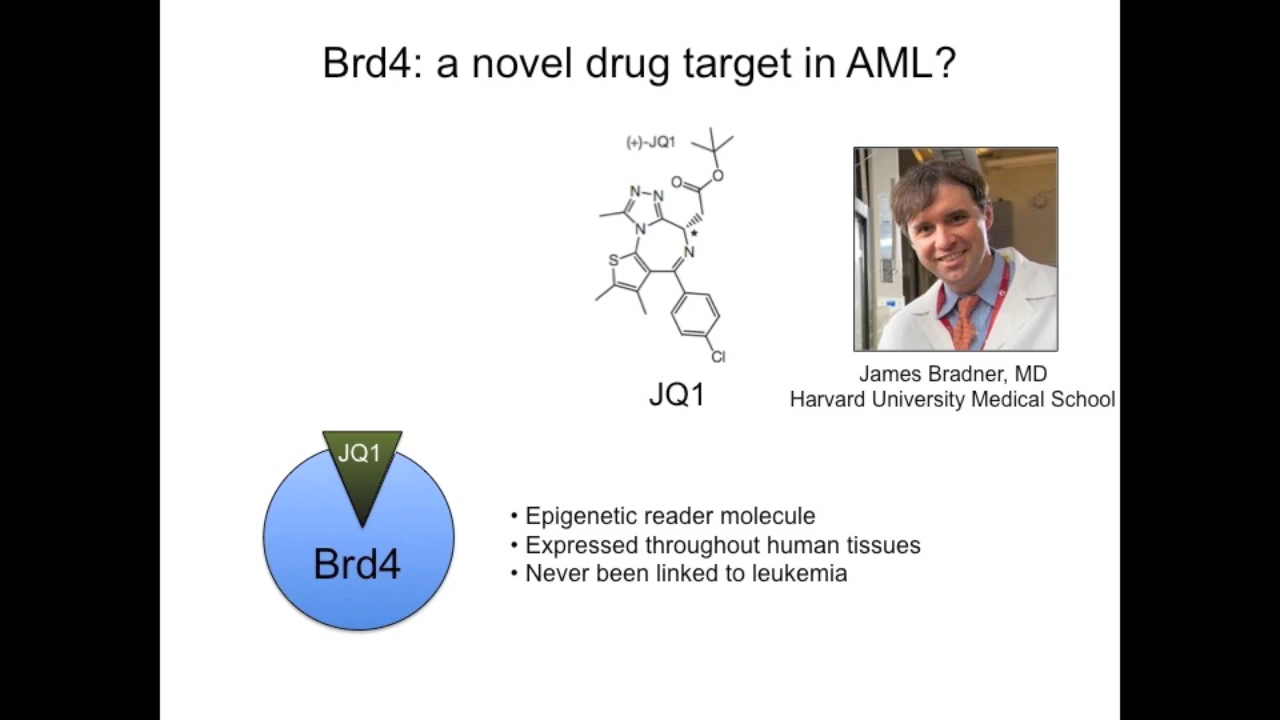 Brd4: a novel drug target in AML?
(+)-JQ1
O
O
N
N
N
*
N
S
Cl
JQ1
James Bradner, MD
Harvard University Medical School
JQ1
Brd4
• Epigenetic reader molecule
• Expressed throughout human tissues
• Never been linked to leukemia